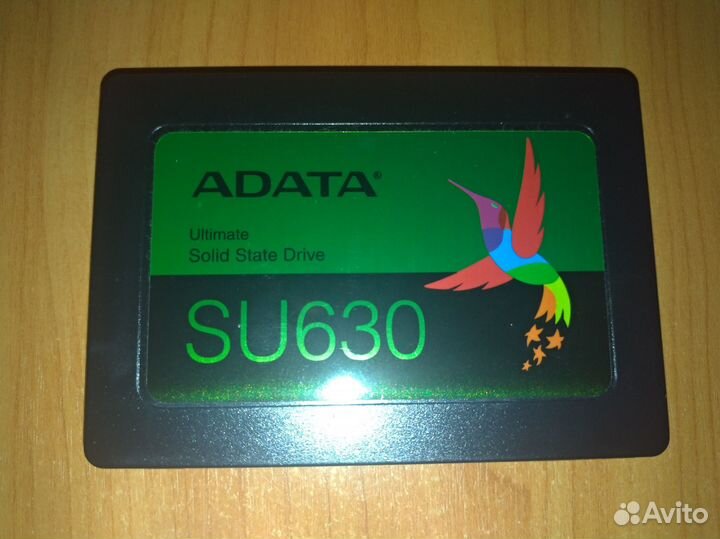 ADATA®
Ultimate
Solid State Drive
SU630
Avito